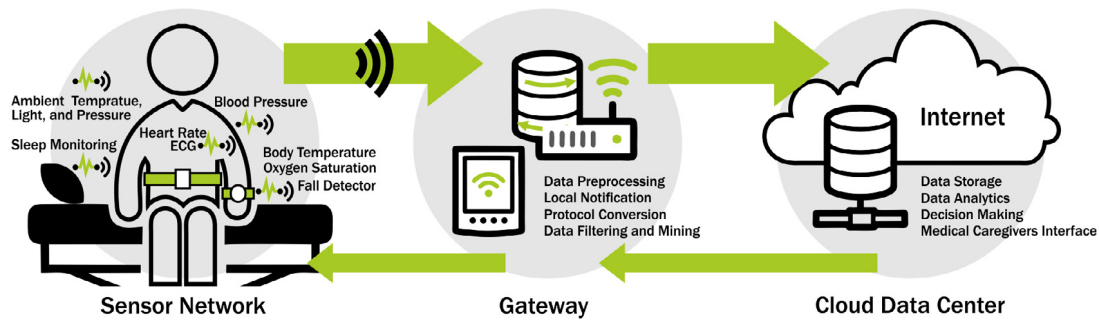 Ambient Tempratue,
Light, and Pressure
Sleep Monitoring
Blood Pressure
Heart Rate
ECG
Body Temperature
Oxygen Saturation
Fall Detector
Sensor Network
Data Preprocessing
Local Notification
Protocol Conversion
Data Filtering and Mining
Gateway
Internet
Data Storage
Data Analytics
Decision Making
Medical Caregivers Interface
Cloud Data Center